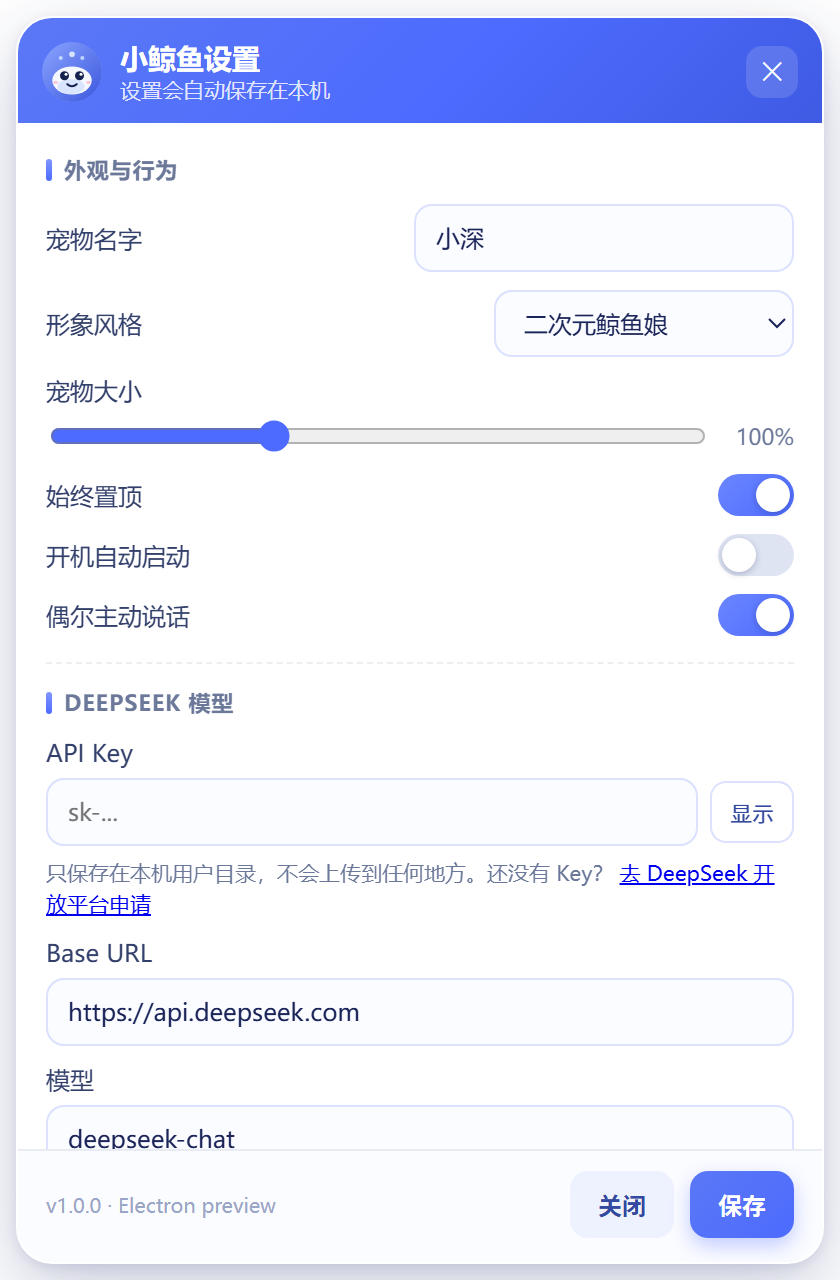 小鲸鱼设置
设置会自动保存在本机
外观与行为
宠物名字
小深
形象风格
二次元鲸鱼娘
宠物大小
100%
始终置顶
开机自动启动
偶尔主动说话
DEEPSEEK 模型
API Key
sk-...
显示
只保存在本机用户目录，不会上传到任何地方。还没有 Key？ 去 DeepSeek 开
放平台申请
Base URL
https://api.deepseek.com
模型
deepseek-chat
v1.0.0 · Electron preview
关闭
保存